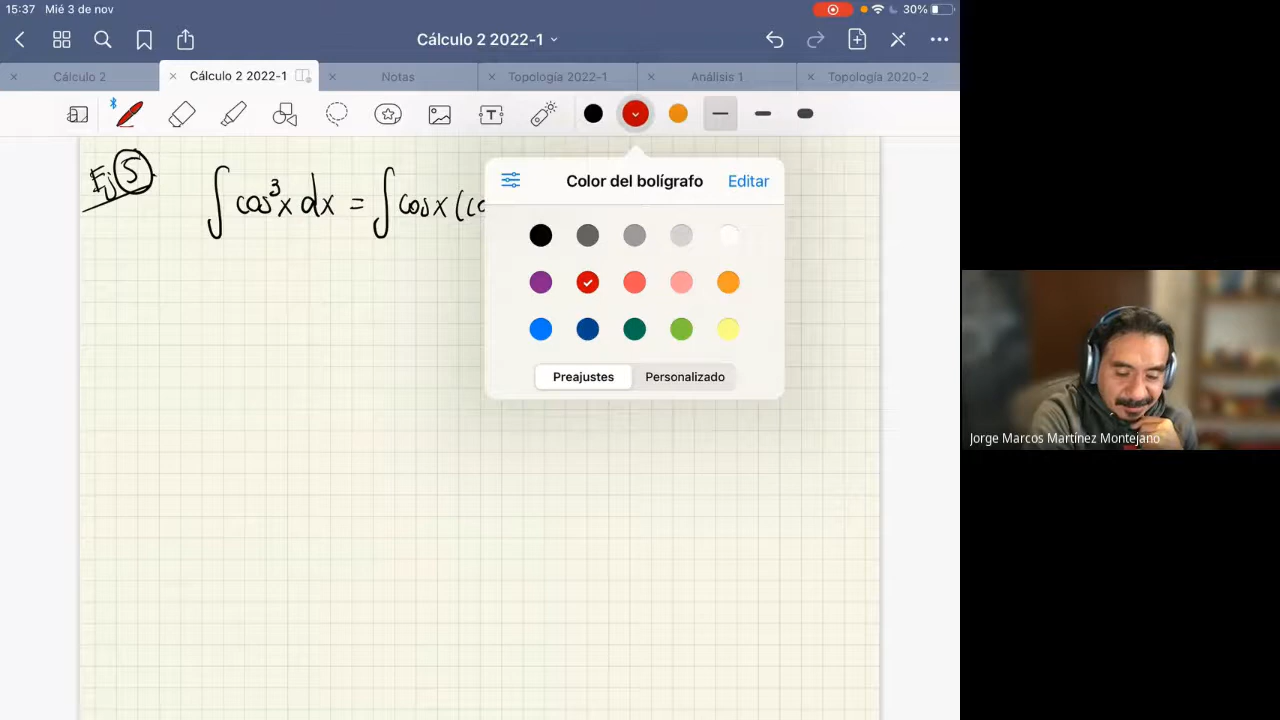 15:37 Mié 3 de nov 30%
Cálculo 2 2022-1
Cálculo 2 Cálculo 2 2022-1 Notas Topología 2022-1 Análisis 1 Topología 2020-2
T
Ej 5
∫ cos³x dx = ∫ cosx (co
Color del bolígrafo Editar
Preajustes Personalizado
Jorge Marcos Martínez Montejano